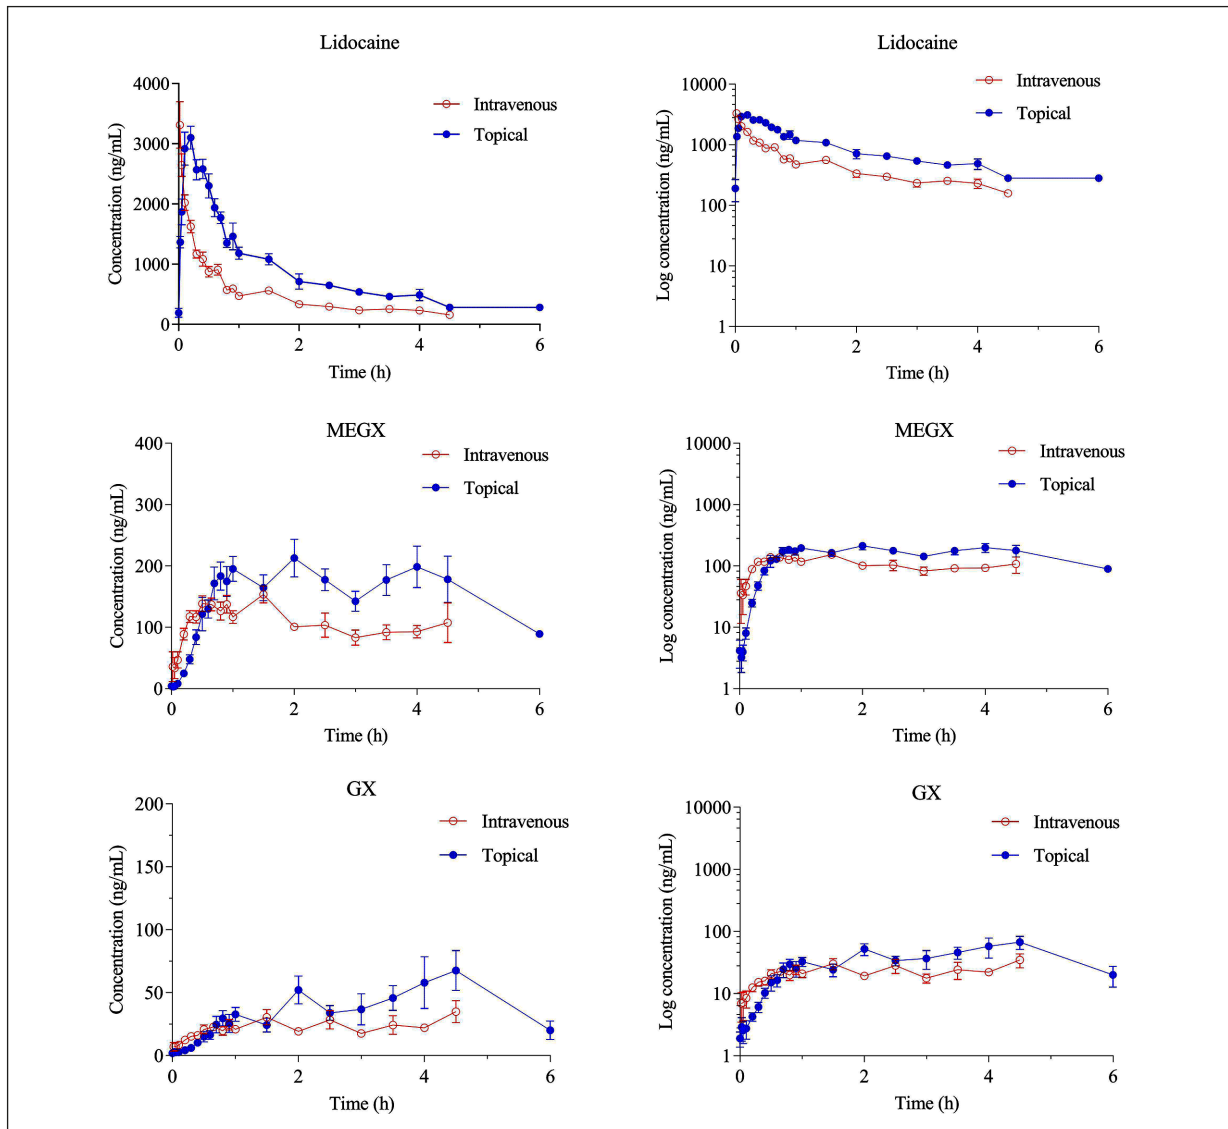 Lidocaine
Concentration (ng/mL)
4000
3000
2000
1000
0
0 2 4 6
Time (h)
Intravenous
Topical
Lidocaine
Log concentration (ng/mL)
10000
1000
100
10
1
0 2 4 6
Time (h)
Intravenous
Topical
MEGX
Concentration (ng/mL)
400
300
200
100
0
0 2 4 6
Time (h)
Intravenous
Topical
MEGX
Log concentration (ng/mL)
10000
1000
100
10
1
0 2 4 6
Time (h)
Intravenous
Topical
GX
Concentration (ng/mL)
200
150
100
50
0
0 2 4 6
Time (h)
Intravenous
Topical
GX
Log concentration (ng/mL)
10000
1000
100
10
1
0 2 4 6
Time (h)
Intravenous
Topical